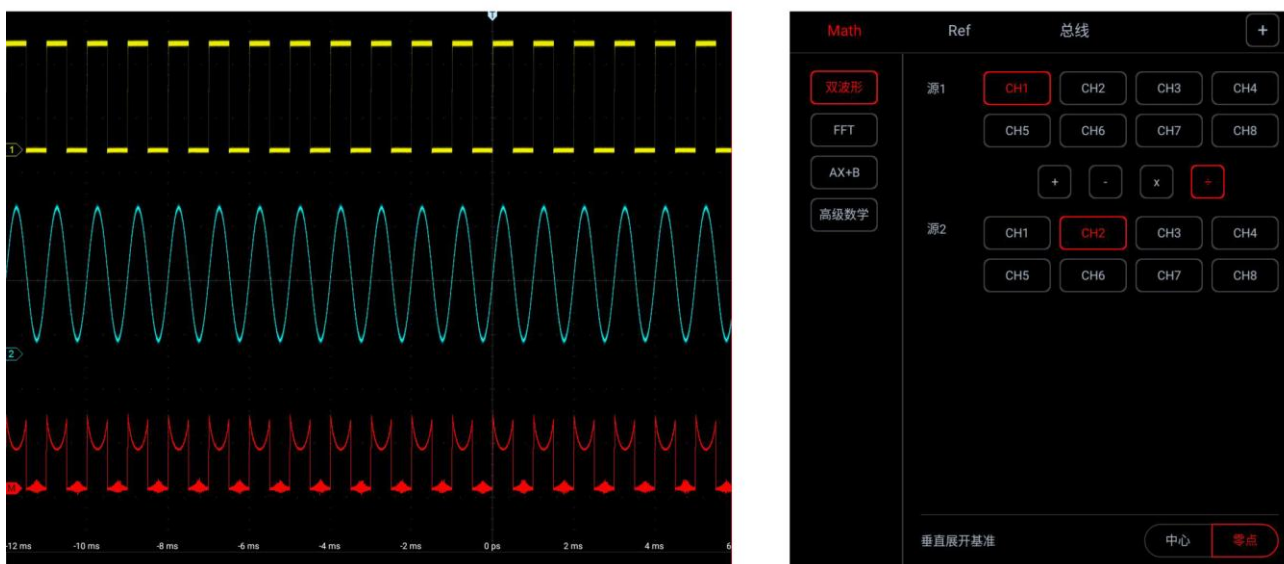 T
1
2
M
-12 ms -10 ms -8 ms -6 ms -4 ms -2 ms 0 ps 2 ms 4 ms 6
Math Ref 总线 +
双波形 源1 CH1 CH2 CH3 CH4
FFT CH5 CH6 CH7 CH8
AX+B + - x ÷
高级数学 源2 CH1 CH2 CH3 CH4
CH5 CH6 CH7 CH8
垂直展开基准 中心 零点